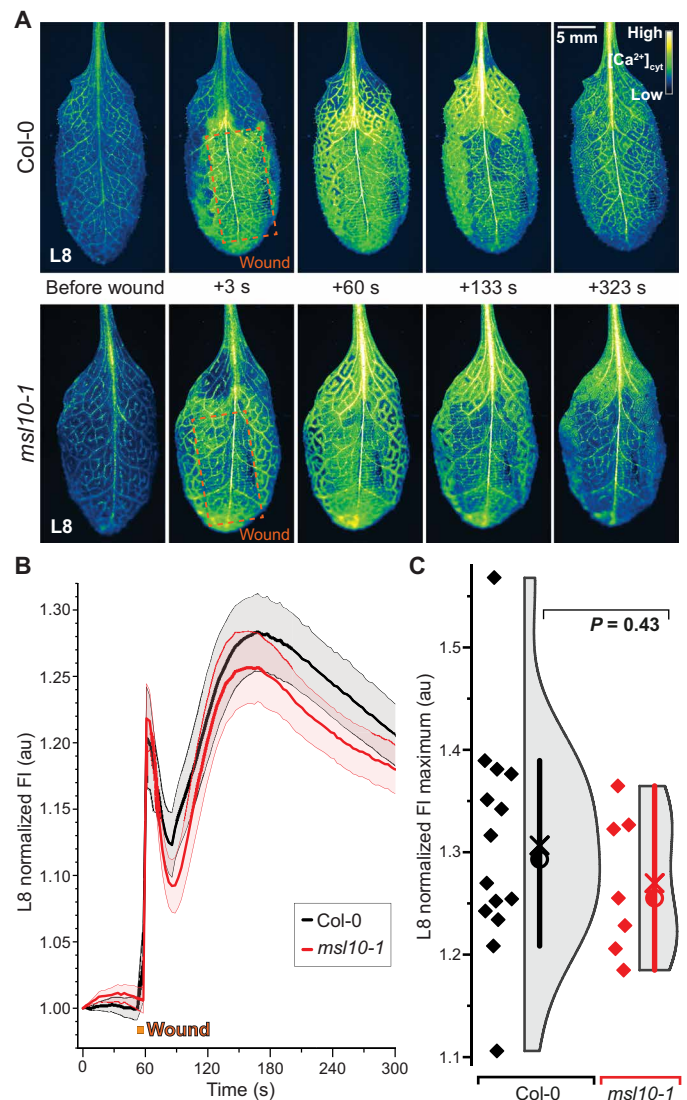 A
Col-0
5 mm
High
[Ca²⁺]cyt
Low
Wound
L8
Before wound
+3 s
+60 s
+133 s
+323 s
msl10-1
Wound
L8
B
L8 normalized FI (au)
1.30
1.25
1.20
1.15
1.10
1.00
Col-0
msl10-1
Wound
0
60
120
180
240
300
Time (s)
C
L8 normalized FI maximum (au)
1.5
1.4
1.3
1.2
1.1
P = 0.43
Col-0
msl10-1